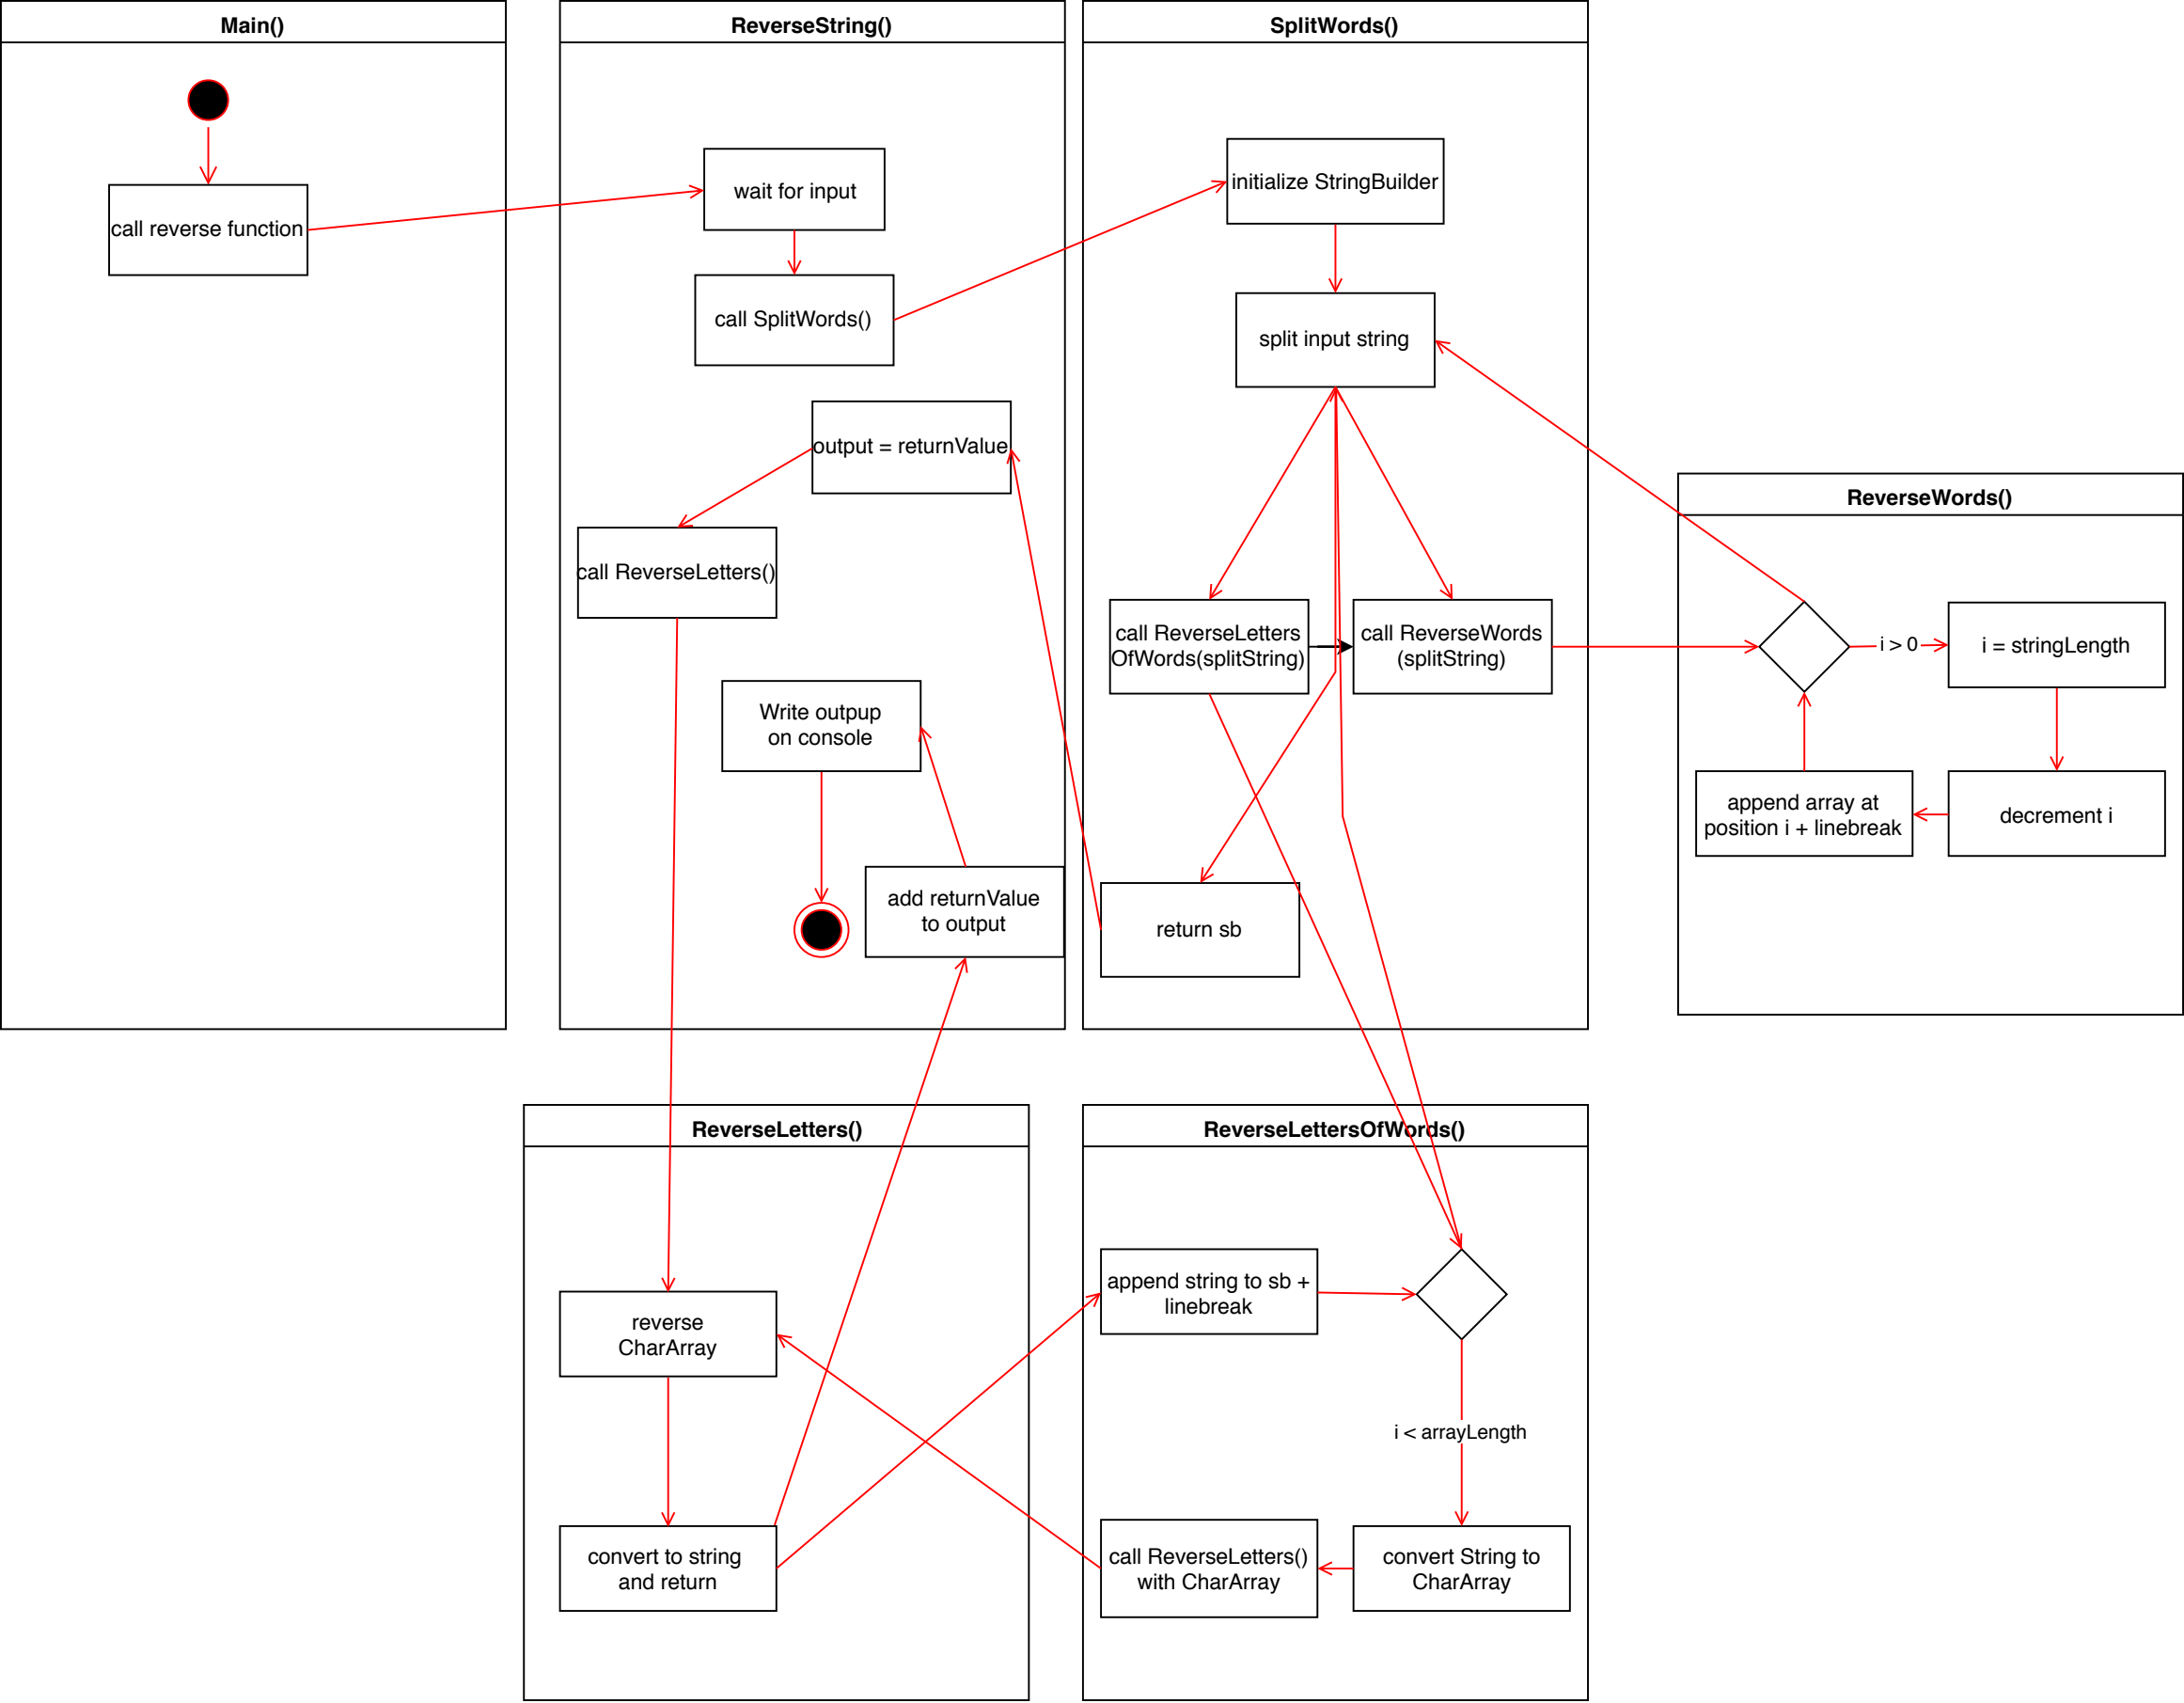 Main()
call reverse function
ReverseString()
wait for input
call SplitWords()
output = returnValue
call ReverseLetters()
Write outpup
on console
add returnValue
to output
SplitWords()
initialize StringBuilder
split input string
call ReverseLetters
OfWords(splitString)
call ReverseWords
(splitString)
return sb
ReverseWords()
i > 0
i = stringLength
append array at
position i + linebreak
decrement i
ReverseLetters()
reverse
CharArray
convert to string
and return
ReverseLettersOfWords()
append string to sb +
linebreak
i < arrayLength
call ReverseLetters()
with CharArray
convert String to
CharArray